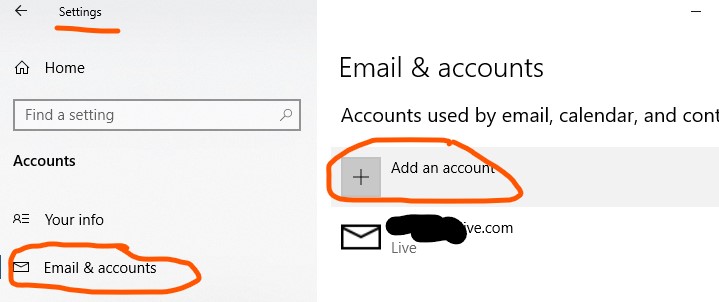 Settings
Home
Find a setting
Accounts
Your info
Email & accounts
Email & accounts
Accounts used by email, calendar, and cont
Add an account
ive.com
Live